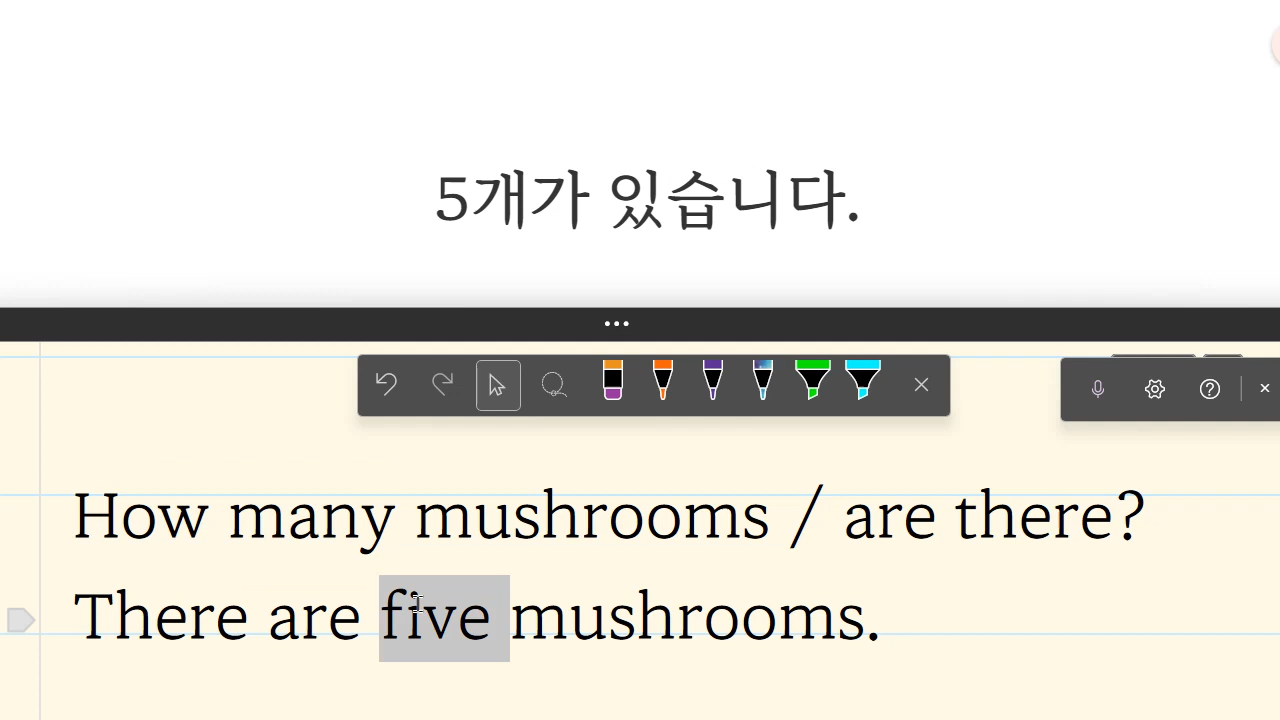 5개가 있습니다.
How many mushrooms / are there?
There are five mushrooms.